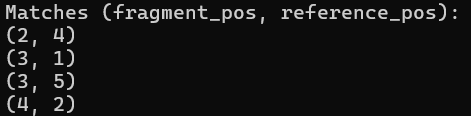 Matches (fragment_pos, reference_pos):
(2, 4)
(3, 1)
(3, 5)
(4, 2)